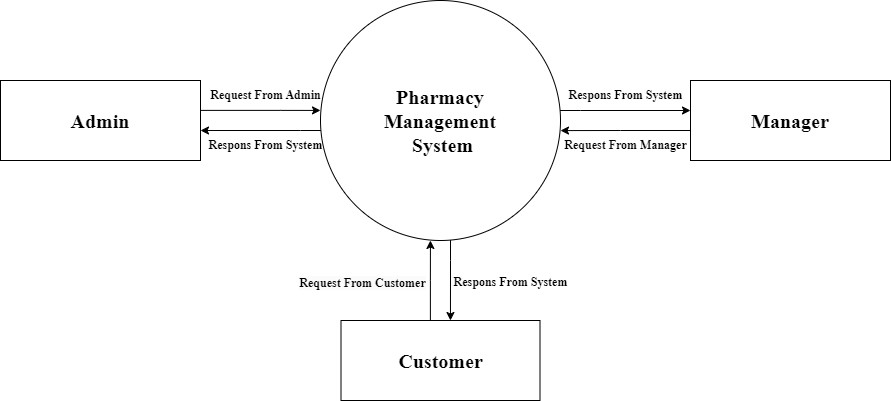 Request From Admin
Respons From System
Admin
Pharmacy
Management
System
Manager
Respons From System
Request From Manager
Request From Customer
Respons From System
Customer